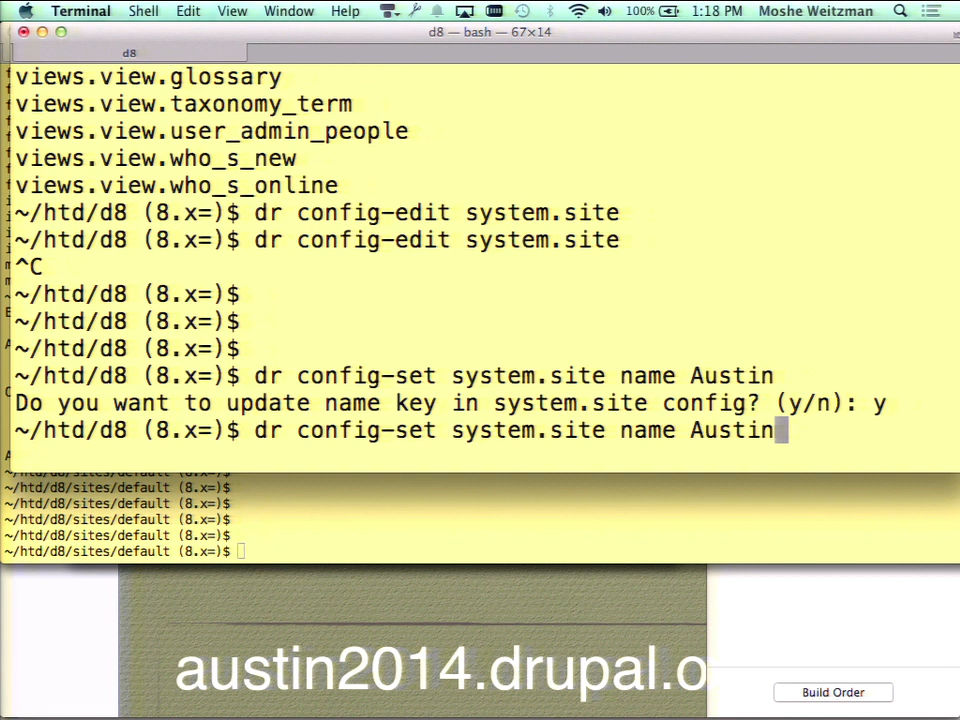 Terminal Shell Edit View Window Help 100% 1:18 PM Moshe Weitzman
d8 — bash — 67×14
d8
views.view.glossary
views.view.taxonomy_term
views.view.user_admin_people
views.view.who_s_new
views.view.who_s_online
~/htd/d8 (8.x=)$ dr config-edit system.site
~/htd/d8 (8.x=)$ dr config-edit system.site
^C
~/htd/d8 (8.x=)$
~/htd/d8 (8.x=)$
~/htd/d8 (8.x=)$
~/htd/d8 (8.x=)$ dr config-set system.site name Austin
Do you want to update name key in system.site config? (y/n): y
~/htd/d8 (8.x=)$ dr config-set system.site name Austin
~/htd/d8/sites/default (8.x=)$
~/htd/d8/sites/default (8.x=)$
~/htd/d8/sites/default (8.x=)$
~/htd/d8/sites/default (8.x=)$
~/htd/d8/sites/default (8.x=)$
~/htd/d8/sites/default (8.x=)$
austin2014.drupal.o
Build Order